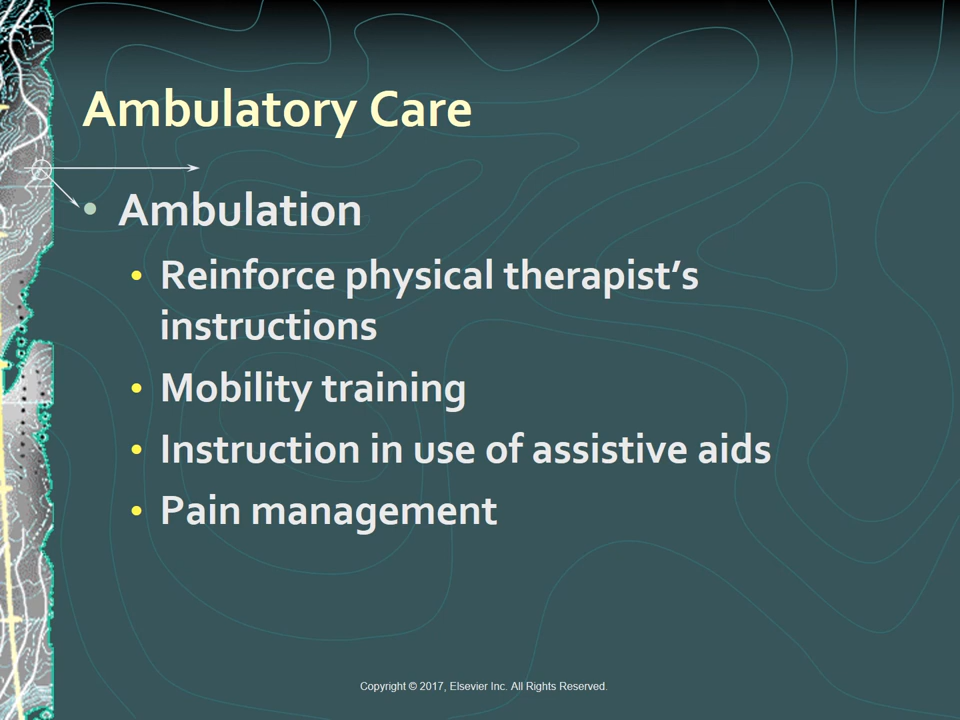 Ambulatory Care
• Ambulation
• Reinforce physical therapist’s
instructions
• Mobility training
• Instruction in use of assistive aids
• Pain management
Copyright © 2017, Elsevier Inc. All Rights Reserved.